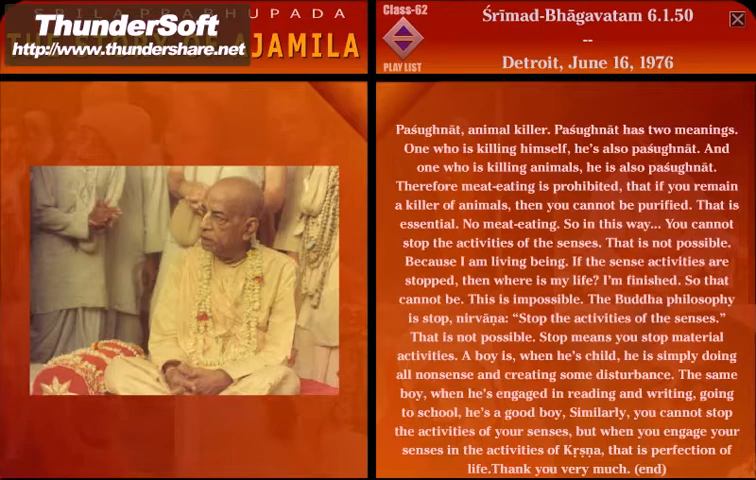 SRILA PRABHUPADA
ThunderSoft
http://www.thundershare.net
THE STORY OF AJAMILA
Class-62
PLAY LIST
Śrīmad-Bhāgavatam 6.1.50
--
Detroit, June 16, 1976
Paśughnāt, animal killer. Paśughnāt has two meanings.
One who is killing himself, he's also paśughnāt. And
one who is killing animals, he is also paśughnāt.
Therefore meat-eating is prohibited, that if you remain
a killer of animals, then you cannot be purified. That is
essential. No meat-eating. So in this way... You cannot
stop the activities of the senses. That is not possible.
Because I am living being. If the sense activities are
stopped, then where is my life? I'm finished. So that
cannot be. This is impossible. The Buddha philosophy
is stop, nirvāṇa: “Stop the activities of the senses.”
That is not possible. Stop means you stop material
activities. A boy is, when he's child, he is simply doing
all nonsense and creating some disturbance. The same
boy, when he's engaged in reading and writing, going
to school, he's a good boy, Similarly, you cannot stop
the activities of your senses, but when you engage your
senses in the activities of Kṛṣṇa, that is perfection of
life.Thank you very much. (end)